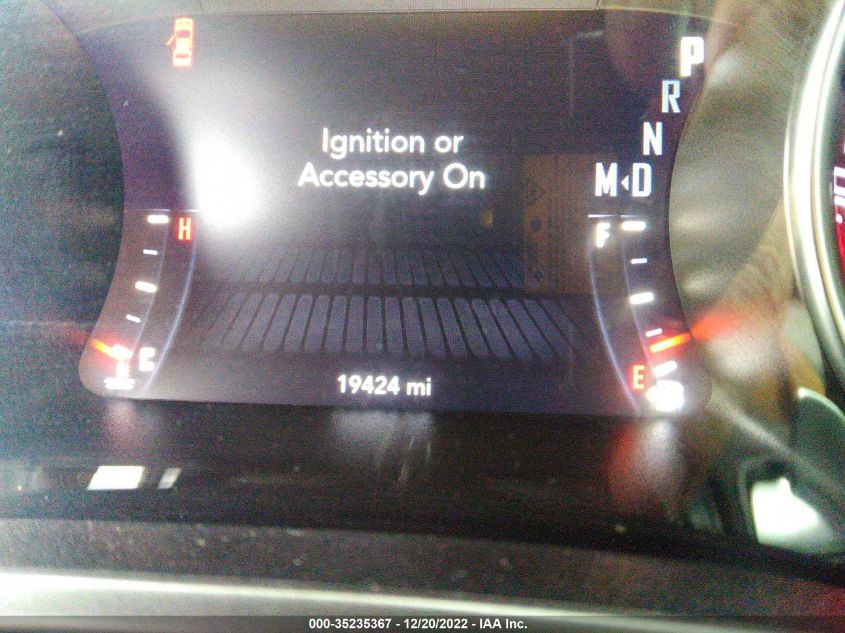 P
R
N
M D
Ignition or
Accessory On
H
F
C
E
19424 mi
000-35235367 - 12/20/2022 - IAA Inc.